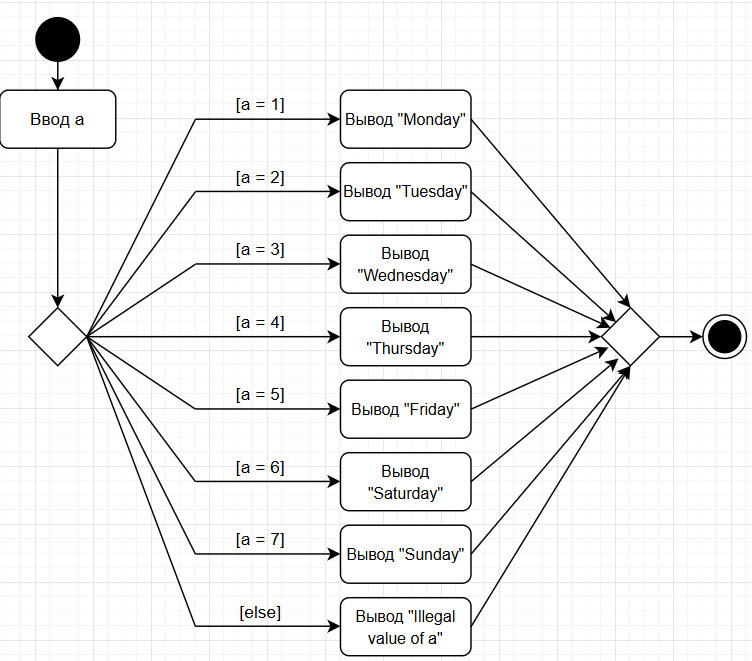 Ввод a
[a = 1]
Вывод "Monday"
[a = 2]
Вывод "Tuesday"
[a = 3]
Вывод
"Wednesday"
[a = 4]
Вывод
"Thursday"
[a = 5]
Вывод "Friday"
[a = 6]
Вывод
"Saturday"
[a = 7]
Вывод "Sunday"
[else]
Вывод "Illegal
value of a"